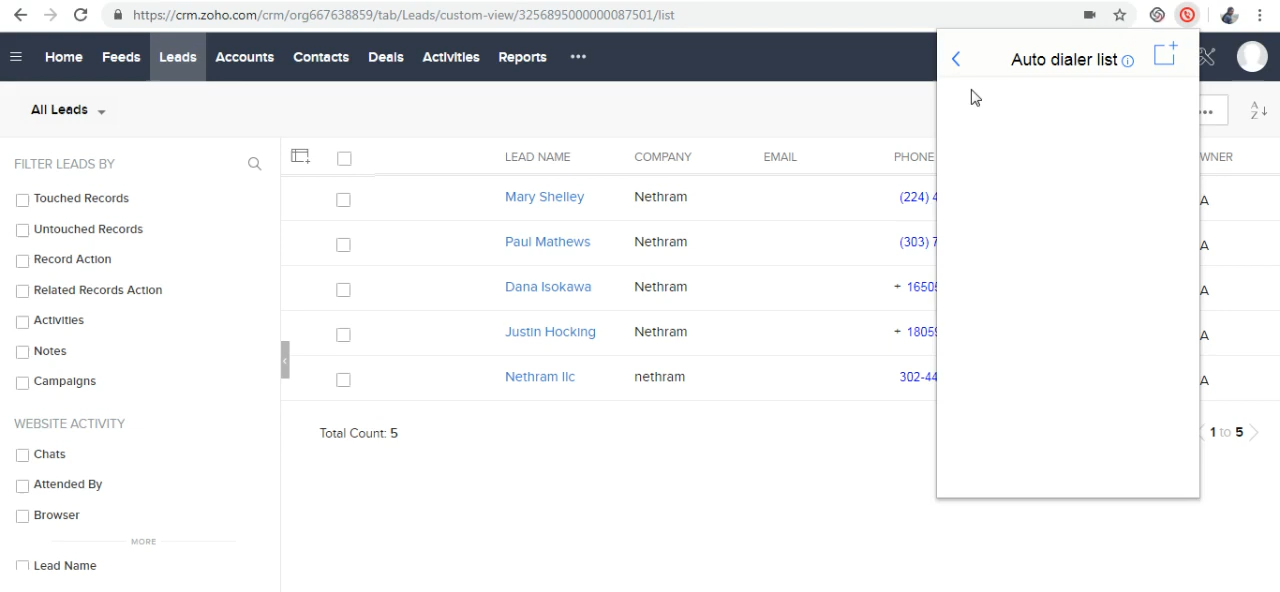 https://crm.zoho.com/crm/org667638859/tab/Leads/custom-view/3256895000000087501/list
Home Feeds Leads Accounts Contacts Deals Activities Reports •••
Auto dialer list
All Leads
FILTER LEADS BY
Touched Records
Untouched Records
Record Action
Related Records Action
Activities
Notes
Campaigns
WEBSITE ACTIVITY
Chats
Attended By
Browser
MORE
Lead Name
LEAD NAME COMPANY EMAIL PHONE WNER
Mary Shelley Nethram (224) 4 A
Paul Mathews Nethram (303) 7 A
Dana Isokawa Nethram + 1650 A
Justin Hocking Nethram + 1805 A
Nethram llc nethram 302-44 A
Total Count: 5
1 to 5